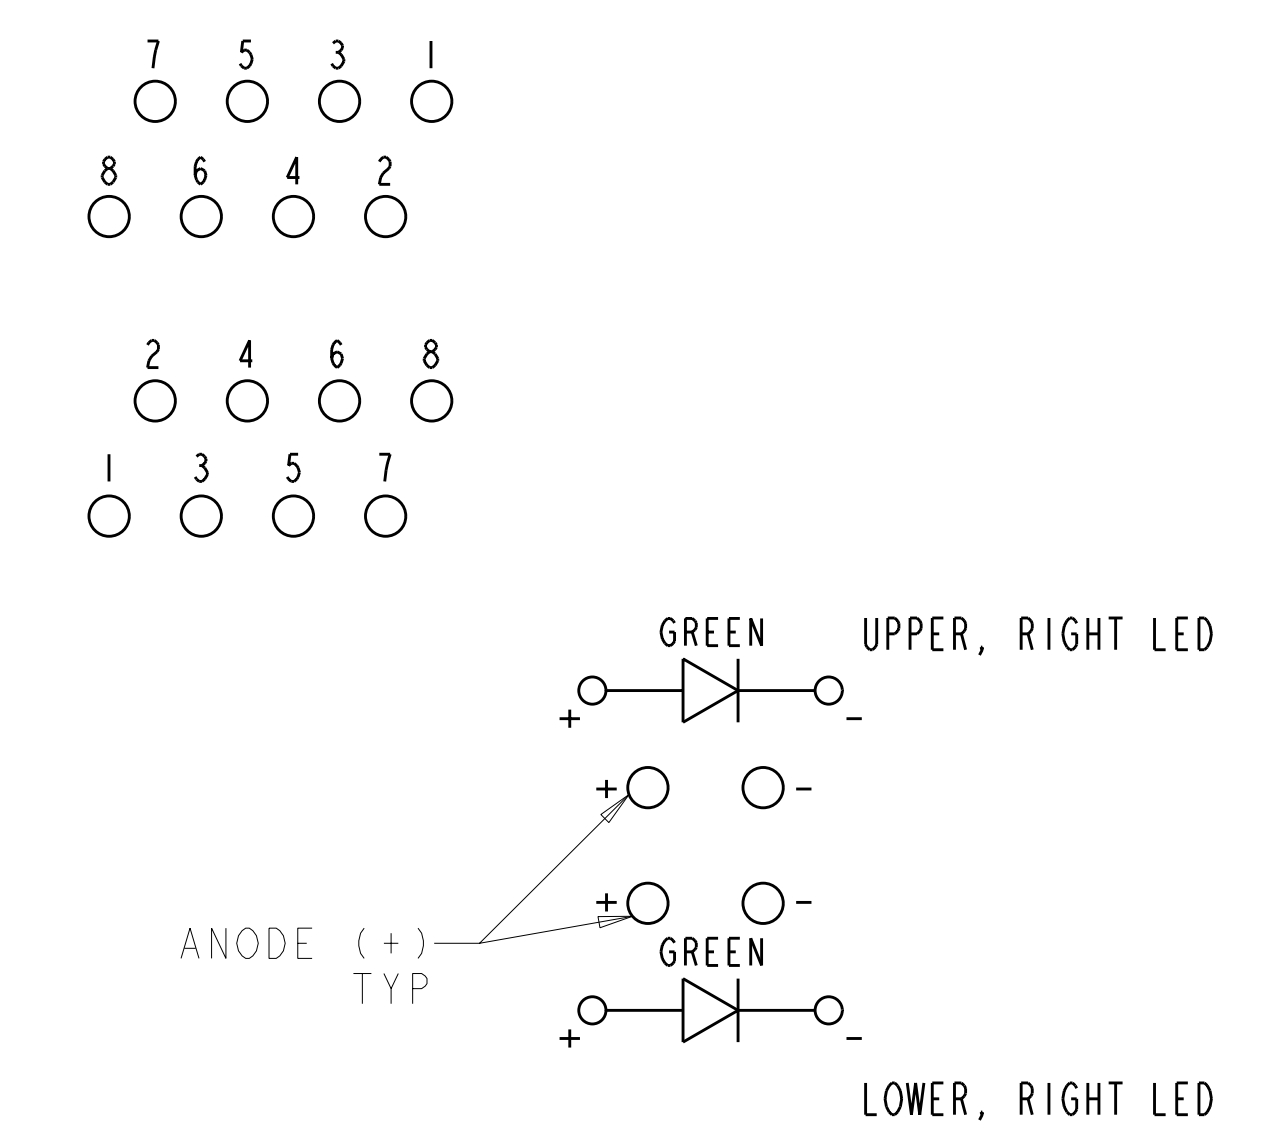 7 5 3 1
8 6 4 2
2 4 6 8
1 3 5 7
GREEN UPPER, RIGHT LED
+ -
+ -
+ -
ANODE (+)
TYP
GREEN
+ -
LOWER, RIGHT LED